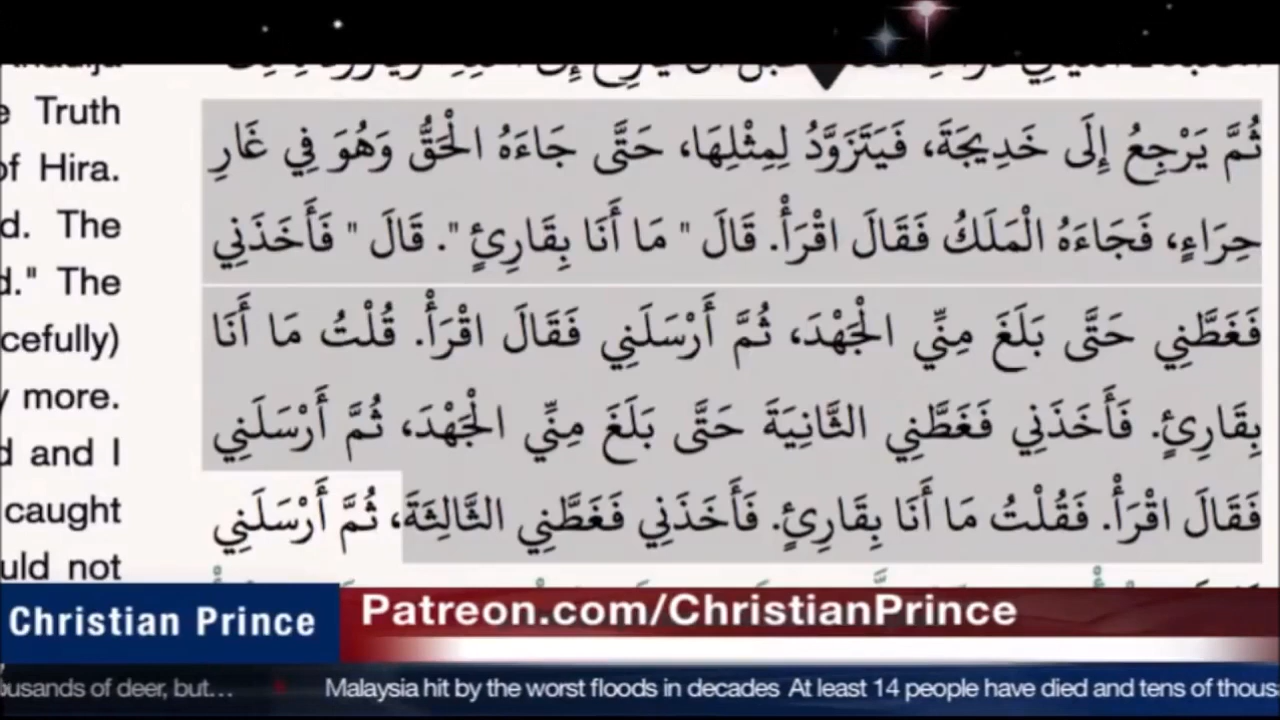 e Truth
of Hira.
d. The
d." The
cefully)
y more.
d and I
caught
uld not
ثُمَّ يَرْجِعُ إِلَى خَدِيجَةَ، فَيَتَزَوَّدُ لِمِثْلِهَا، حَتَّى جَاءَهُ الْحَقُّ وَهُوَ فِي غَارِ
حِرَاءٍ، فَجَاءَهُ الْمَلَكُ فَقَالَ اقْرَأْ. قَالَ " مَا أَنَا بِقَارِئٍ ". قَالَ " فَأَخَذَنِي
فَغَطَّنِي حَتَّى بَلَغَ مِنِّي الْجَهْدَ، ثُمَّ أَرْسَلَنِي فَقَالَ اقْرَأْ. قُلْتُ مَا أَنَا
بِقَارِئٍ. فَأَخَذَنِي فَغَطَّنِي الثَّانِيَةَ حَتَّى بَلَغَ مِنِّي الْجَهْدَ، ثُمَّ أَرْسَلَنِي
فَقَالَ اقْرَأْ. فَقُلْتُ مَا أَنَا بِقَارِئٍ. فَأَخَذَنِي فَغَطَّنِي الثَّالِثَةَ، ثُمَّ أَرْسَلَنِي
Christian Prince
Patreon.com/ChristianPrince
usands of deer, but... Malaysia hit by the worst floods in decades At least 14 people have died and tens of thous